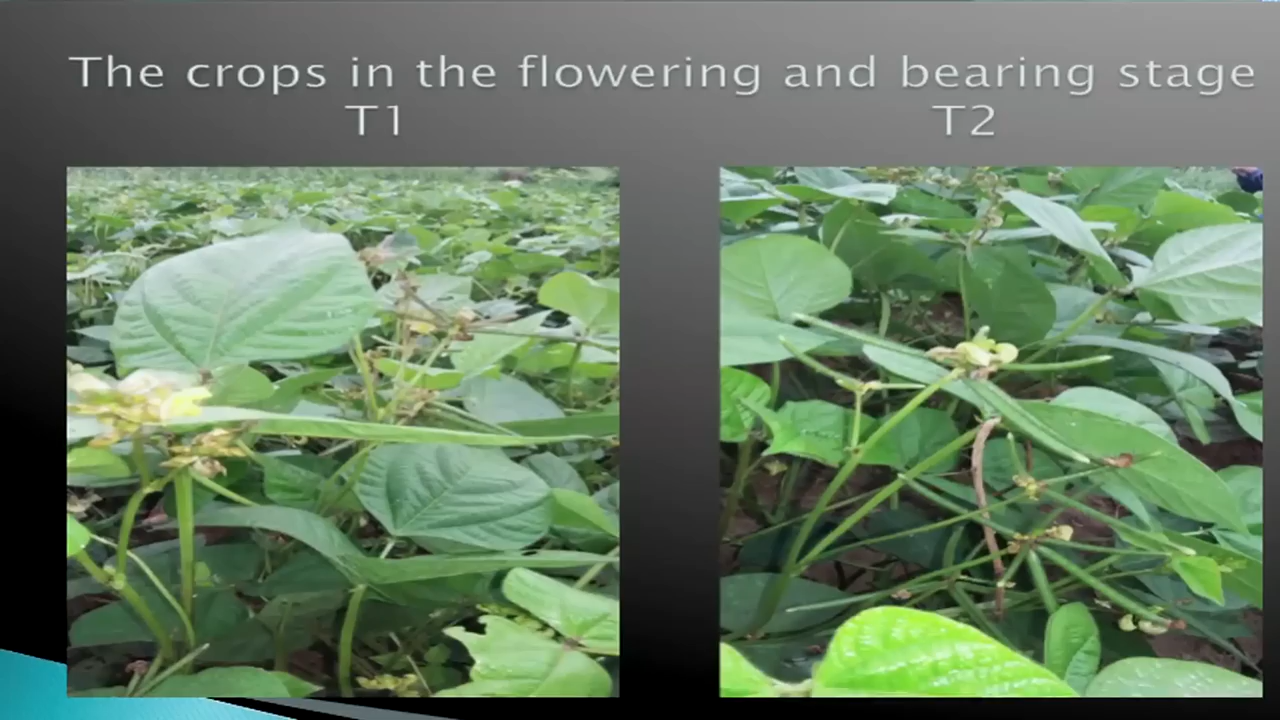 The crops in the flowering and bearing stage
T1 T2